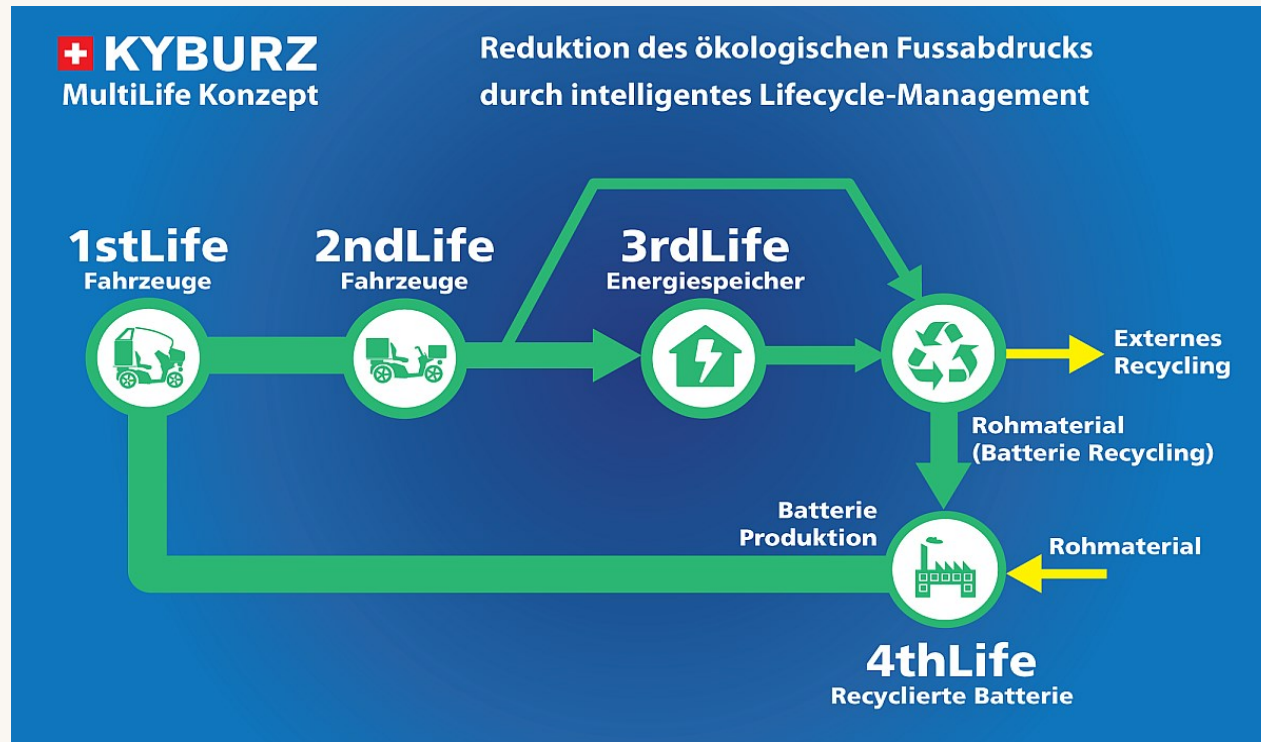 KYBURZ
MultiLife Konzept
Reduktion des ökologischen Fussabdrucks
durch intelligentes Lifecycle-Management
1stLife
Fahrzeuge
2ndLife
Fahrzeuge
3rdLife
Energiespeicher
Externes
Recycling
Rohmaterial
(Batterie Recycling)
Batterie
Produktion
Rohmaterial
4thLife
Recyclierte Batterie